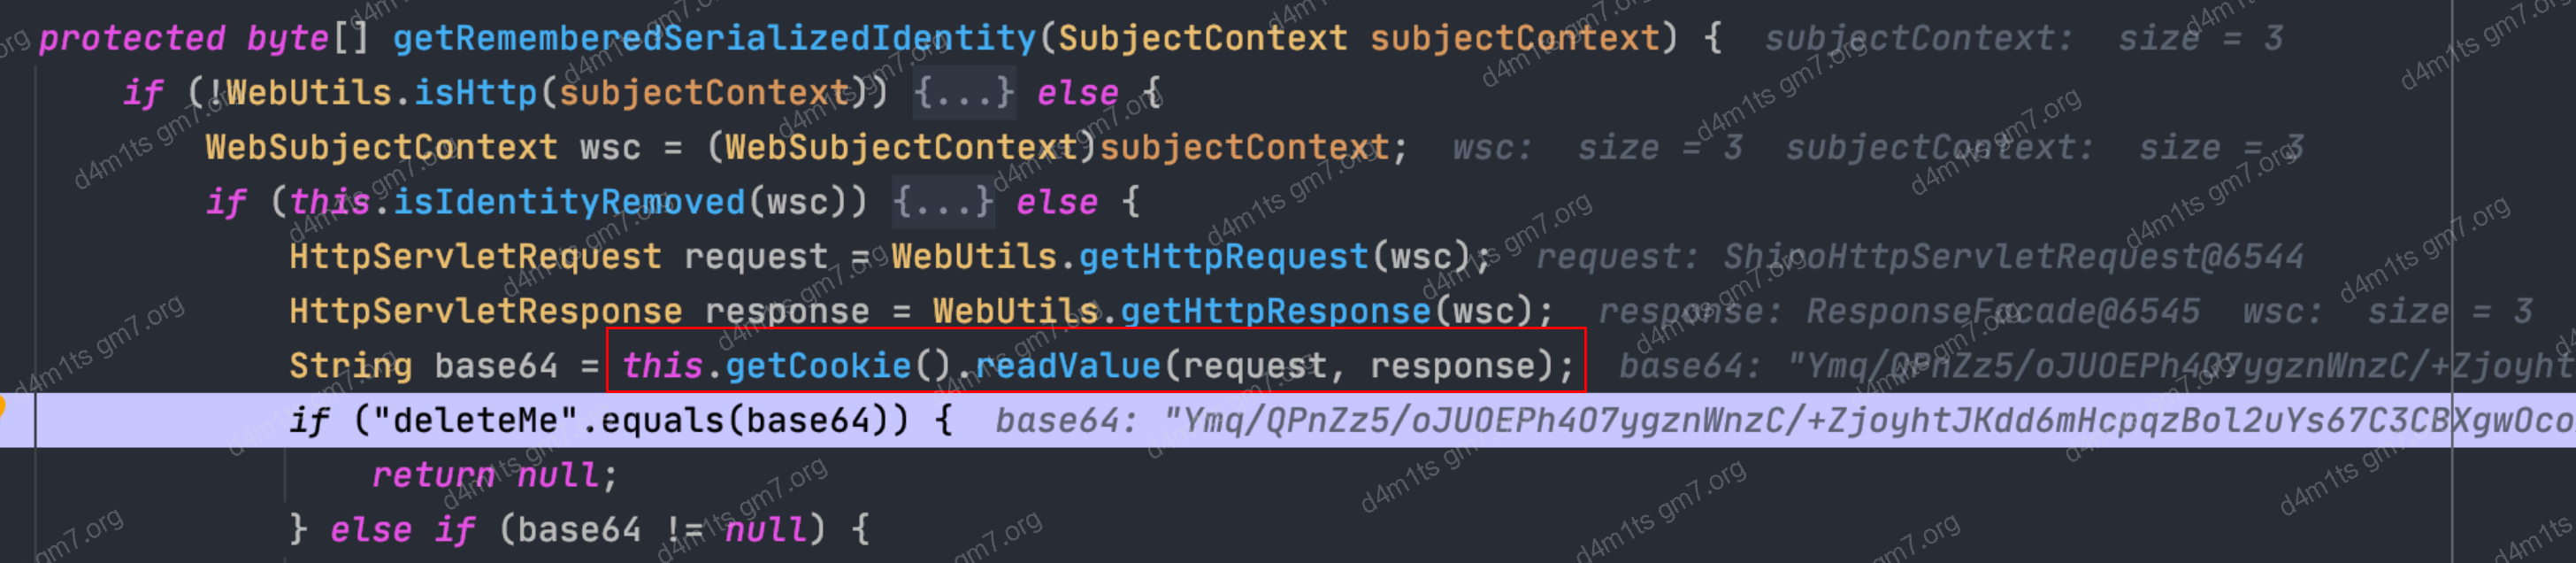 protected byte[] getRememberedSerializedIdentity(SubjectContext subjectContext) {  subjectContext:  size = 3
if (!WebUtils.isHttp(subjectContext)) {...} else {
WebSubjectContext wsc = (WebSubjectContext)subjectContext;  wsc:  size = 3  subjectContext:  size = 3
if (this.isIdentityRemoved(wsc)) {...} else {
HttpServletRequest request = WebUtils.getHttpRequest(wsc);  request: ShiroHttpServletRequest@6544
HttpServletResponse response = WebUtils.getHttpResponse(wsc);  response: ResponseFacade@6545  wsc:  size = 3
String base64 = this.getCookie().readValue(request, response);  base64: "Ymq/QPnZz5/oJUOEPh4O7ygznWnzC/+Zjoyht
if ("deleteMe".equals(base64)) {  base64: "Ymq/QPnZz5/oJUOEPh4O7ygznWnzC/+ZjoyhtJKdd6mHcpqzBol2uYs67C3CBXgwOco
return null;
} else if (base64 != null) {
d4m1ts gm7.org